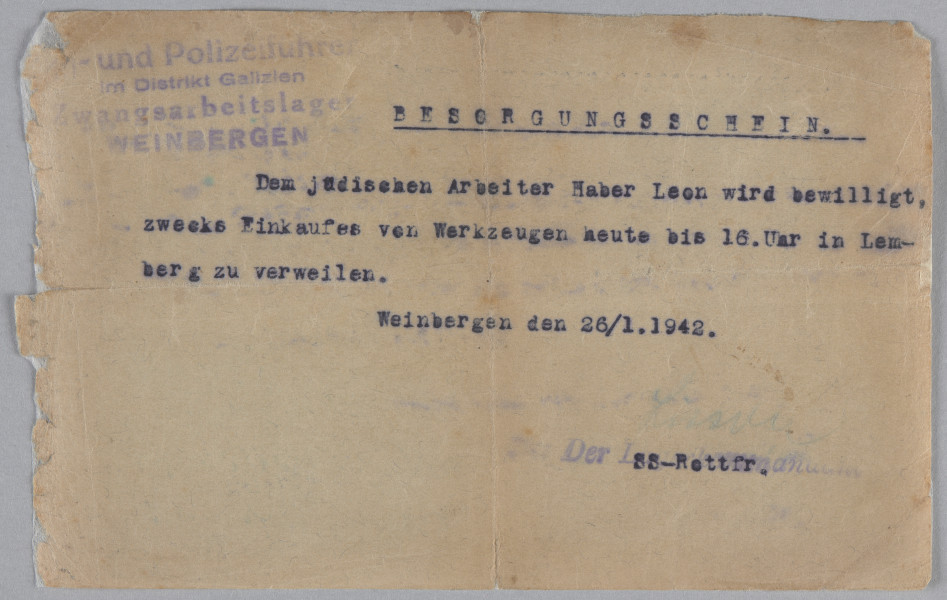 und Polizeiführer
im Distrikt Galizien
Zwangsarbeitslager
WEINBERGEN
BESORGUNGSSCHEIN.
Dem jüdischen Arbeiter Haber Leon wird bewilligt,
zwecks Einkaufes von Werkzeugen heute bis 16.Uhr in Lem-
berg zu verweilen.
Weinbergen den 26/1.1942.
Der
SS-Rottfr.